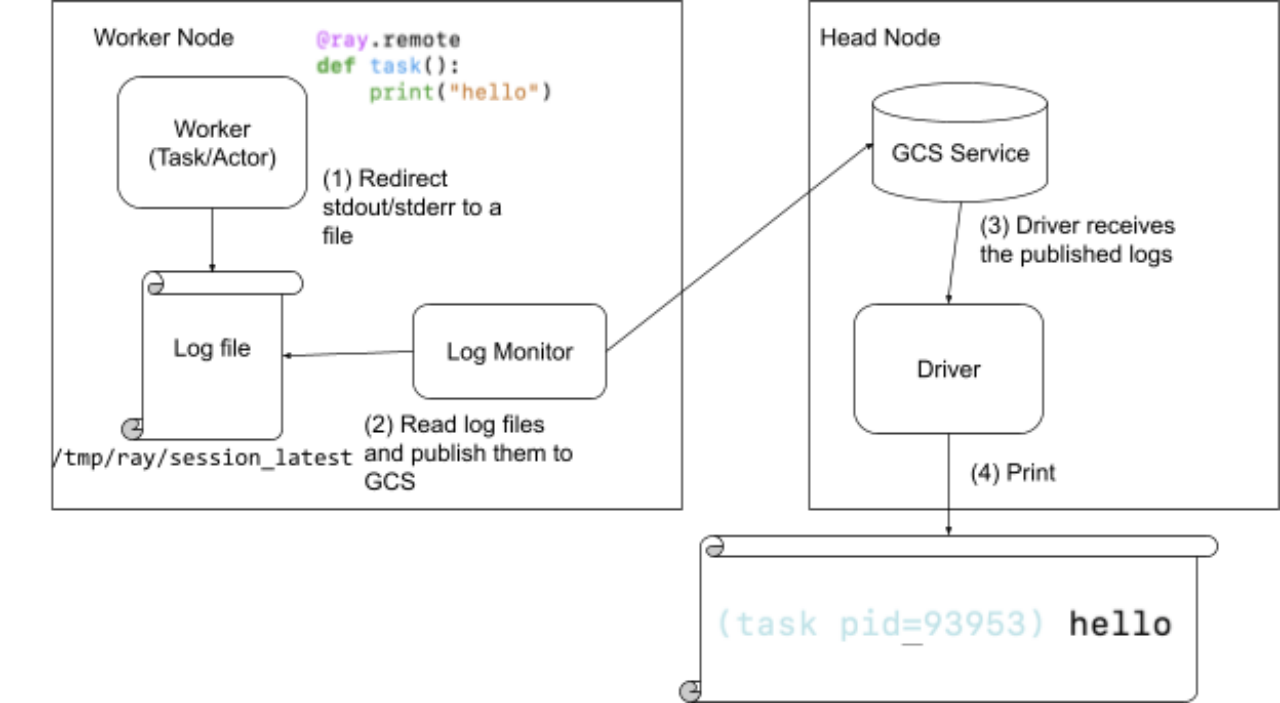 Worker Node
@ray.remote
def task():
    print("hello")
Worker
(Task/Actor)
(1) Redirect
stdout/stderr to a
file
Log file
/tmp/ray/session_latest
Log Monitor
(2) Read log files
and publish them to
GCS
Head Node
GCS Service
(3) Driver receives
the published logs
Driver
(4) Print
(task pid=93953) hello